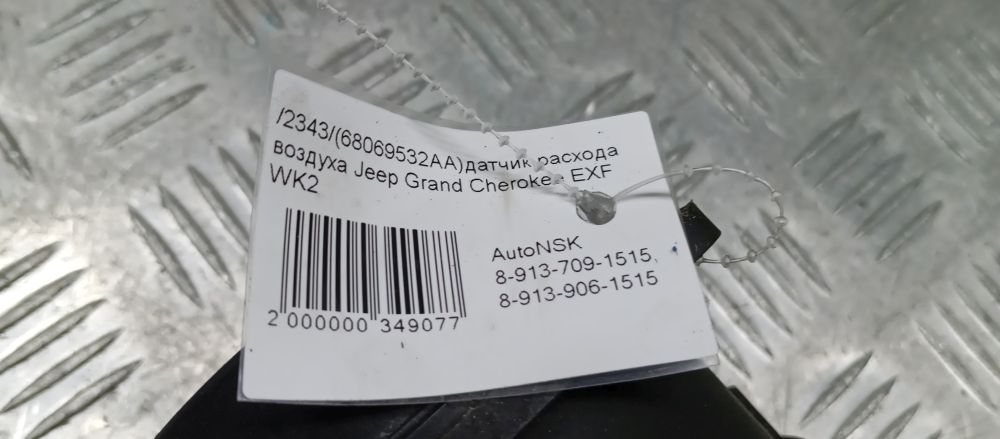 /2343/(68069532AA)датчик расхода
воздуха Jeep Grand Cherokee EXF
WK2
AutoNSK
8-913-709-1515,
8-913-906-1515
2 000000 349077